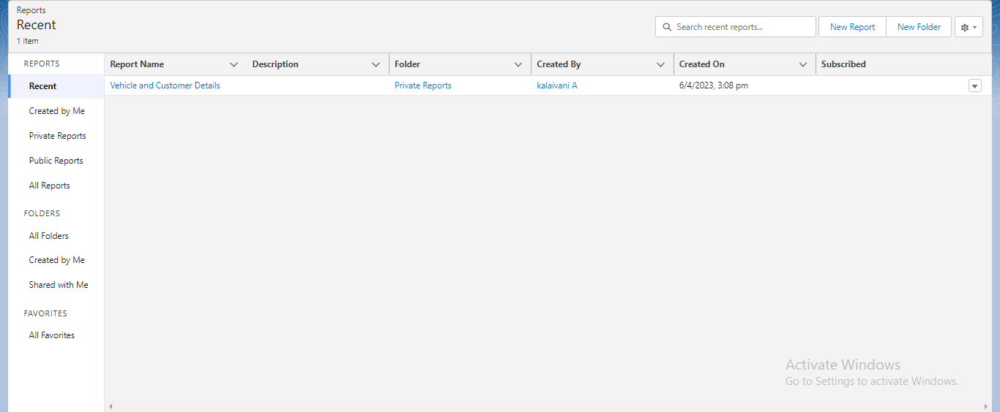 Reports
Recent
1 item
Search recent reports...
New Report
New Folder
REPORTS
Recent
Created by Me
Private Reports
Public Reports
All Reports
FOLDERS
All Folders
Created by Me
Shared with Me
FAVORITES
All Favorites
Report Name Description Folder Created By Created On Subscribed
Vehicle and Customer Details Private Reports kalaivani A 6/4/2023, 3:08 pm
Activate Windows
Go to Settings to activate Windows.